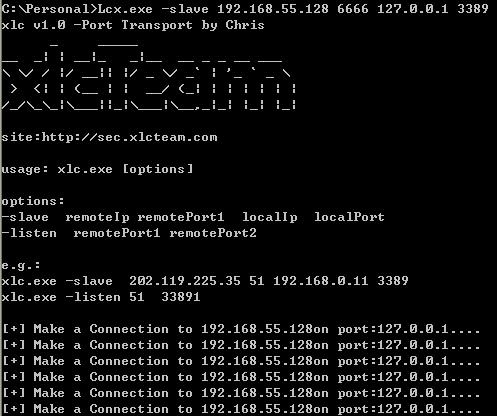 C:\Personal>Lcx.exe -slave 192.168.55.128 6666 127.0.0.1 3389
xlc v1.0 -Port Transport by Chris
xlcteam
site:http://sec.xlcteam.com
usage: xlc.exe [options]
options:
-slave  remoteIp remotePort1  localIp  localPort
-listen  remotePort1 remotePort2
e.g.:
xlc.exe -slave  202.119.225.35 51 192.168.0.11 3389
xlc.exe -listen 51  33891
[+] Make a Connection to 192.168.55.128on port:127.0.0.1....
[+] Make a Connection to 192.168.55.128on port:127.0.0.1....
[+] Make a Connection to 192.168.55.128on port:127.0.0.1....
[+] Make a Connection to 192.168.55.128on port:127.0.0.1....
[+] Make a Connection to 192.168.55.128on port:127.0.0.1....
[+] Make a Connection to 192.168.55.128on port:127.0.0.1....